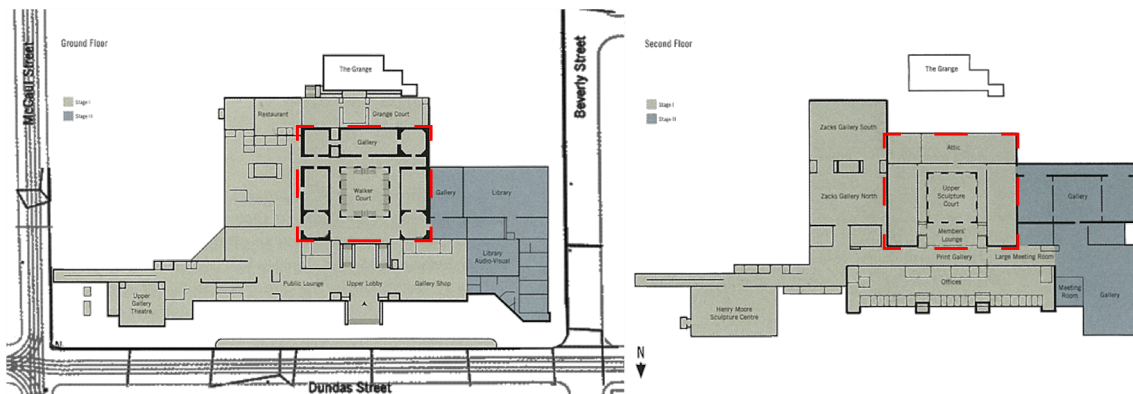 Ground Floor
McCaul Street
Beverly Street
Stage I
Stage II
The Grange
Restaurant
Grange Court
Gallery
Walker
Court
Gallery
Library
Library
Audio-Visual
Public Lounge
Upper Lobby
Gallery Shop
Upper
Gallery
Theatre
N
Dundas Street
Second Floor
Stage I
Stage II
The Grange
Zacks Gallery South
Attic
Zacks Gallery North
Upper
Sculpture
Court
Gallery
Members'
Lounge
Print Gallery
Large Meeting Room
Offices
Meeting
Room
Gallery
Henry Moore
Sculpture Centre
N